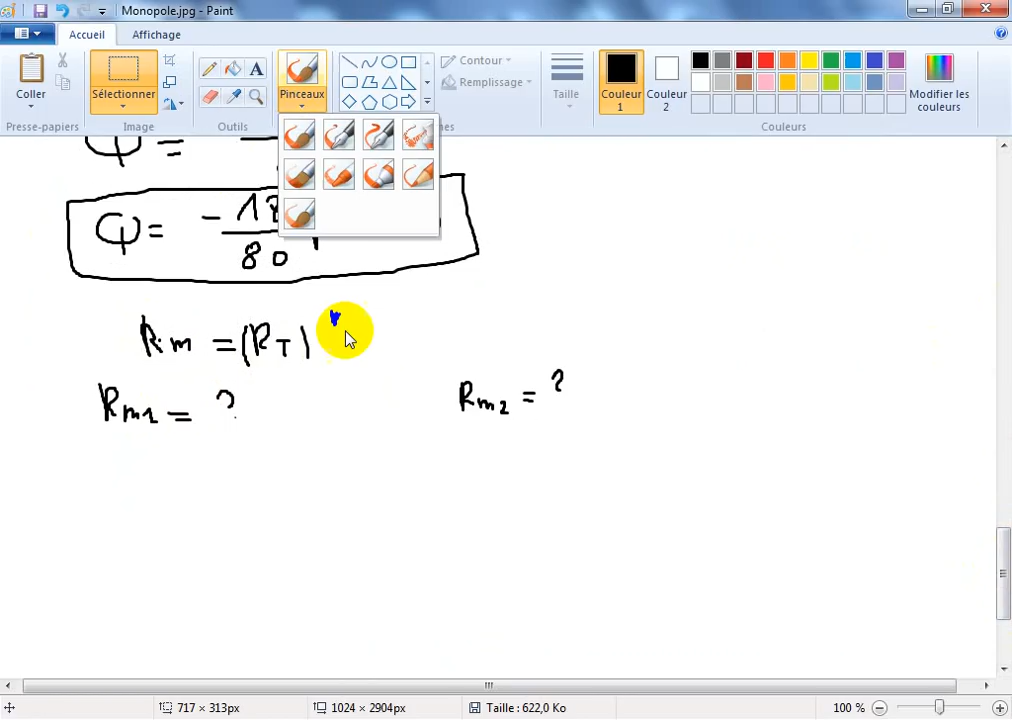 Monopole.jpg - Paint
Accueil Affichage
Coller
Sélectionner
Pinceaux
Contour
Remplissage
Taille
Couleur 1
Couleur 2
Modifier les couleurs
Presse-papiers Image Outils Couleurs
=
Q = -
80
Rm = (RT)
Rm1 = ?
Rm2 = ?
717 × 313px
1024 × 2904px
Taille : 622,0 Ko
100 %